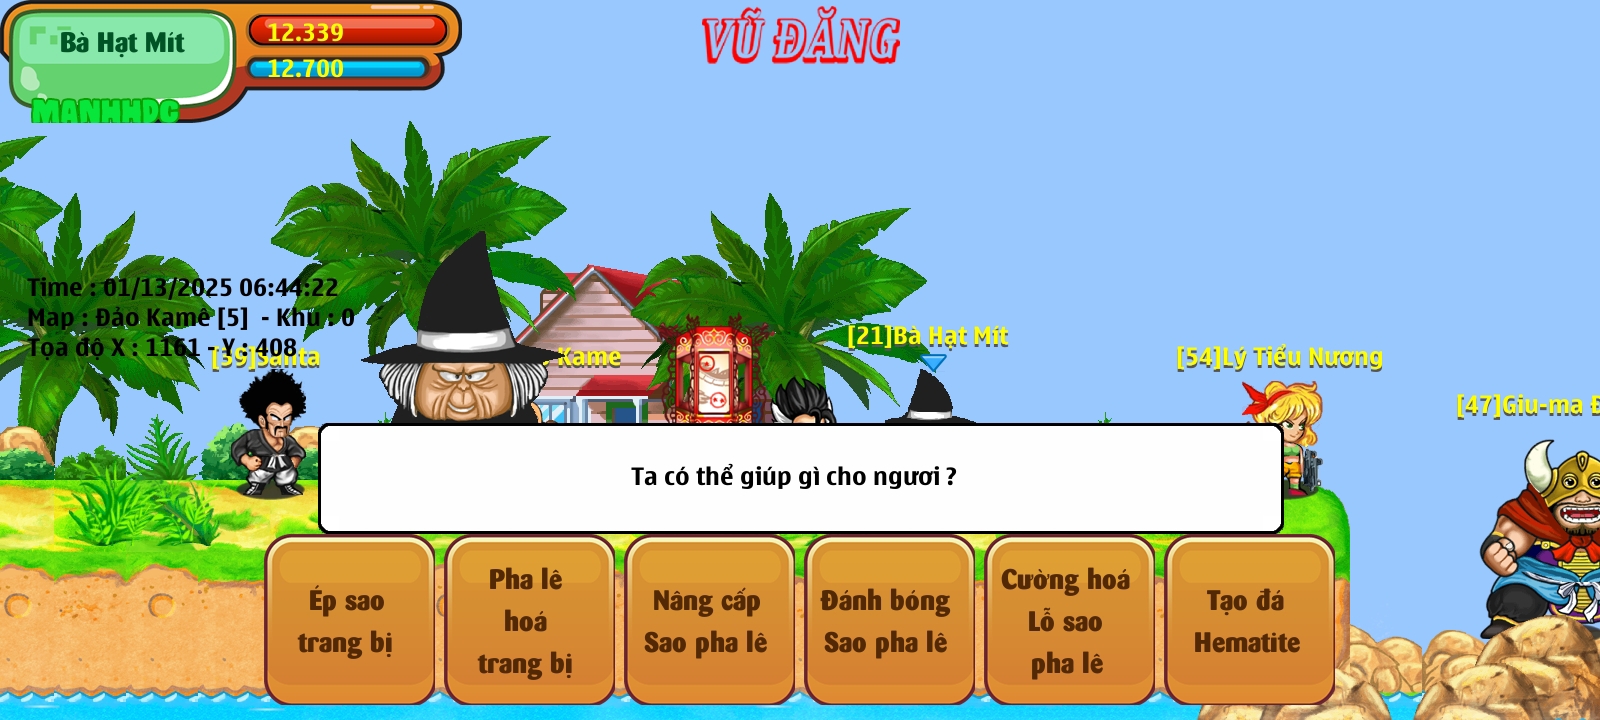 Bà Hạt Mít
12.339
12.700
MANHHDC
VŨ ĐĂNG
Time : 01/13/2025 06:44:22
Map : Đảo Kamê [5] - Khu : 0
Tọa độ X : 1161 - Y : 408
Santa
Kame
[21]Bà Hạt Mít
[54]Lý Tiểu Nương
[47]Giu-ma
Ta có thể giúp gì cho ngươi ?
Ép sao
trang bị
Pha lê
hoá
trang bị
Nâng cấp
Sao pha lê
Đánh bóng
Sao pha lê
Cường hoá
Lỗ sao
pha lê
Tạo đá
Hematite